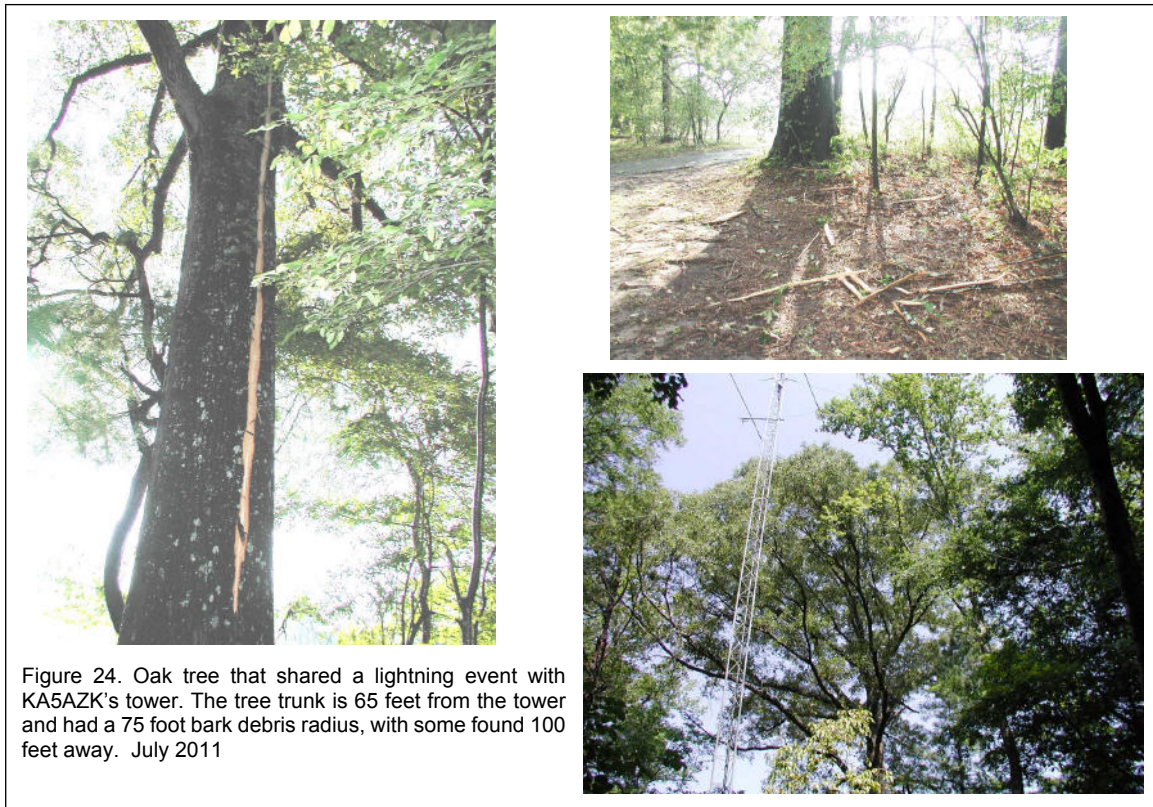 Figure 24. Oak tree that shared a lightning event with
KA5AZK's tower. The tree trunk is 65 feet from the tower
and had a 75 foot bark debris radius, with some found 100
feet away. July 2011